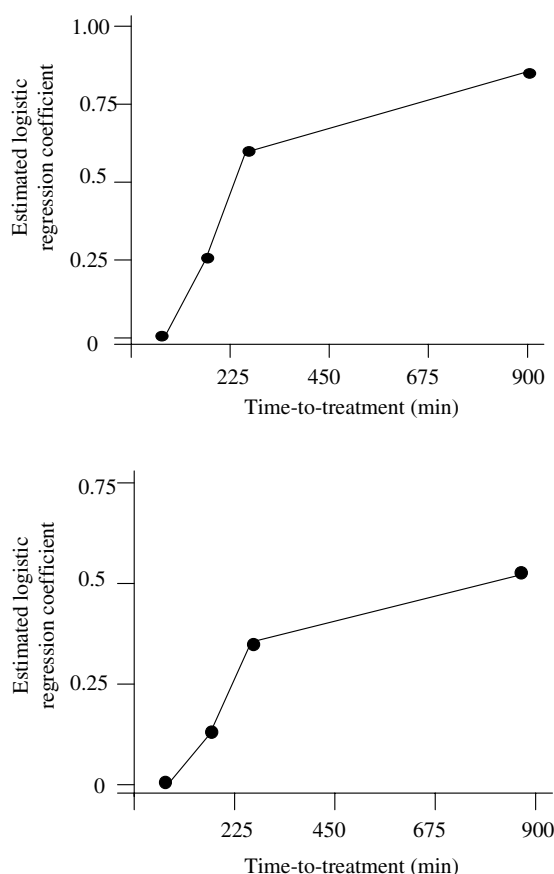 1.00
0.75
0.5
0.25
0
Estimated logistic
regression coefficient
225 450 675 900
Time-to-treatment (min)
0.75
0.5
0.25
0
Estimated logistic
regression coefficient
225 450 675 900
Time-to-treatment (min)